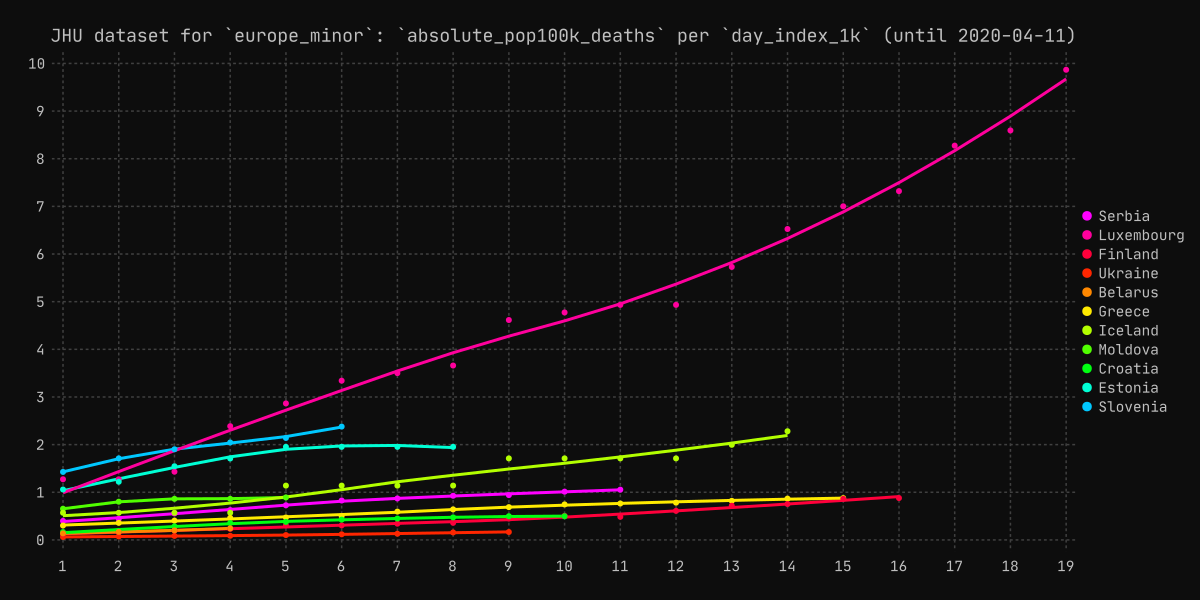 JHU dataset for `europe_minor`: `absolute_pop100k_deaths` per `day_index_1k` (until 2020-04-11)
10
9
8
7
6
5
4
3
2
1
0
1 2 3 4 5 6 7 8 9 10 11 12 13 14 15 16 17 18 19
Serbia
Luxembourg
Finland
Ukraine
Belarus
Greece
Iceland
Moldova
Croatia
Estonia
Slovenia